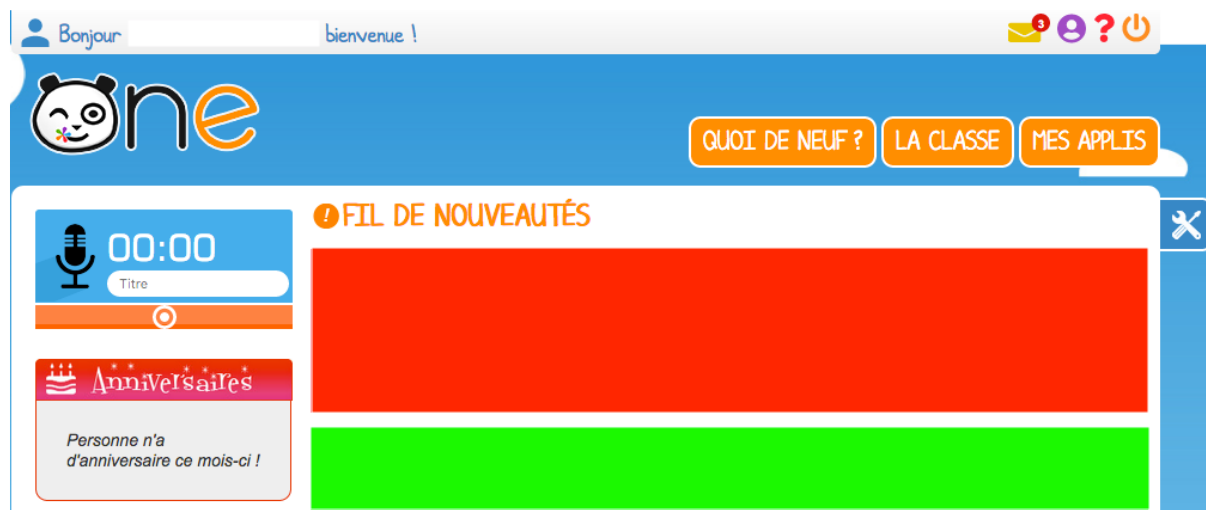 Bonjour bienvenue !
3
?
One
QUOI DE NEUF ?
LA CLASSE
MES APPLIS
00:00
Titre
! FIL DE NOUVEAUTÉS
Anniversaires
Personne n'a
d'anniversaire ce mois-ci !